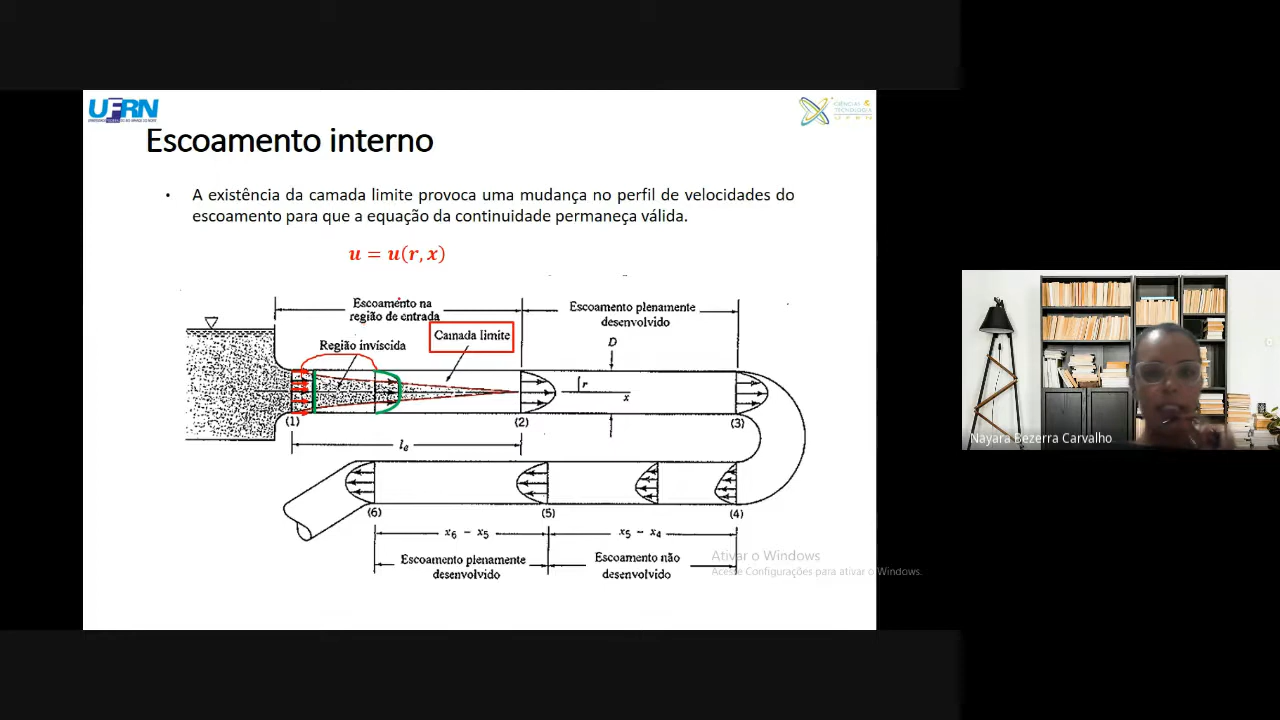 UFRN
CIÊNCIAS &
TECNOLOGIA
UFRN
Escoamento interno
• A existência da camada limite provoca uma mudança no perfil de velocidades do
escoamento para que a equação da continuidade permaneça válida.
u = u(r, x)
Escoamento na
região de entrada
Escoamento plenamente
desenvolvido
Camada limite
Região invíscida
D
r
x
(1)
(2)
(3)
le
(6)
(5)
(4)
x6 − x5
x5 − x4
Escoamento plenamente
desenvolvido
Escoamento não
desenvolvido
Ativar o Windows
Acesse Configurações para ativar o Windows.
Nayara Bezerra Carvalho